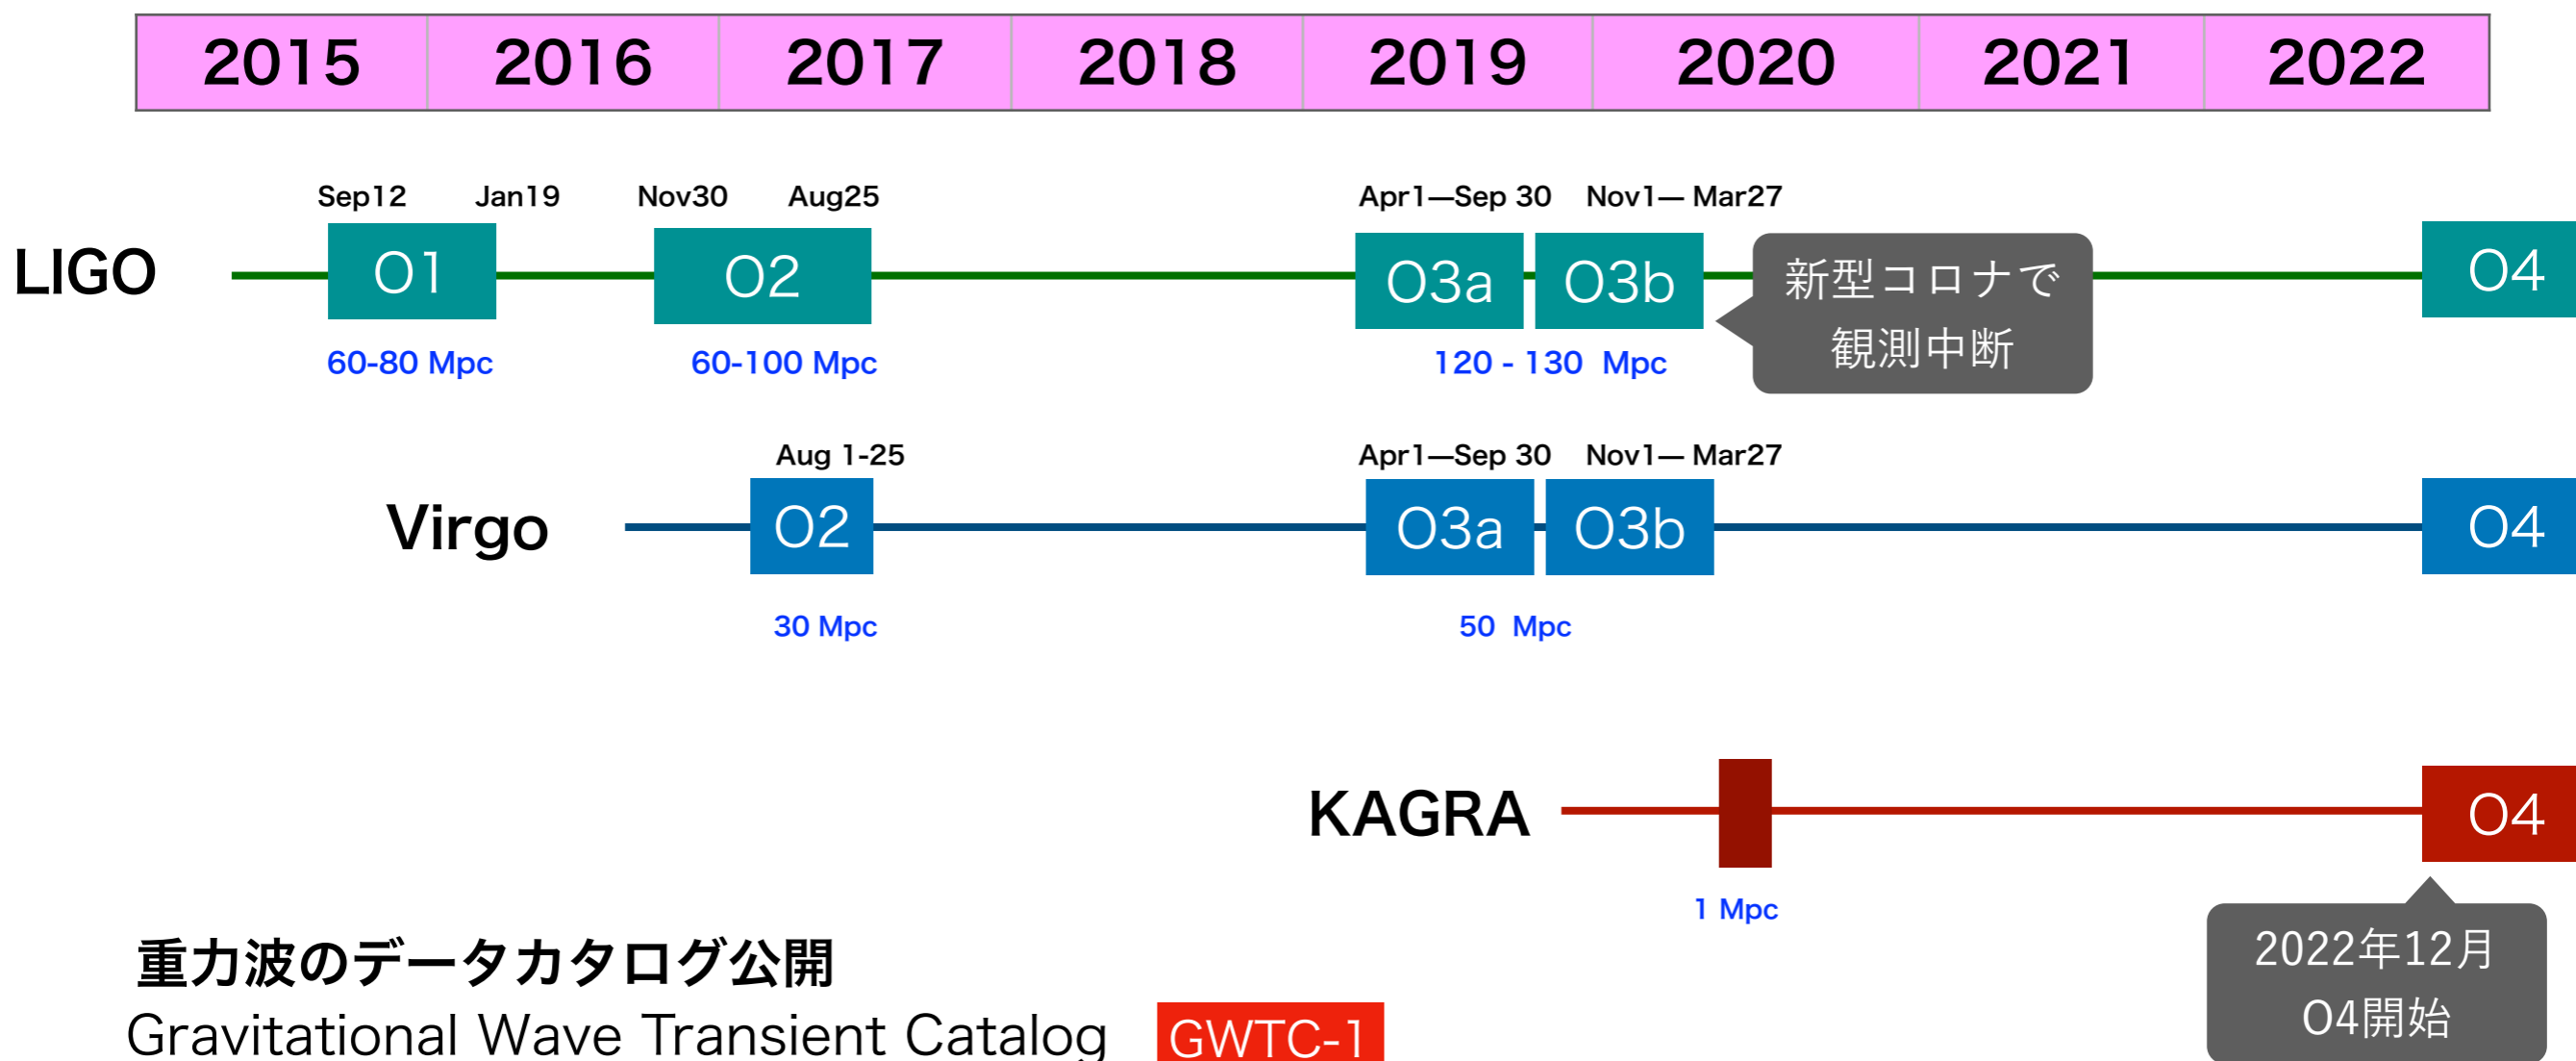 2015 2016 2017 2018 2019 2020 2021 2022
Sep12 Jan19 Nov30 Aug25 Apr1—Sep 30 Nov1— Mar27
LIGO O1 O2 O3a O3b 新型コロナで O4
観測中断
60-80 Mpc 60-100 Mpc 120 - 130 Mpc
Aug 1-25 Apr1—Sep 30 Nov1— Mar27
Virgo O2 O3a O3b O4
30 Mpc 50 Mpc
KAGRA O4
1 Mpc
2022年12月
O4開始
重力波のデータカタログ公開
Gravitational Wave Transient Catalog GWTC-1